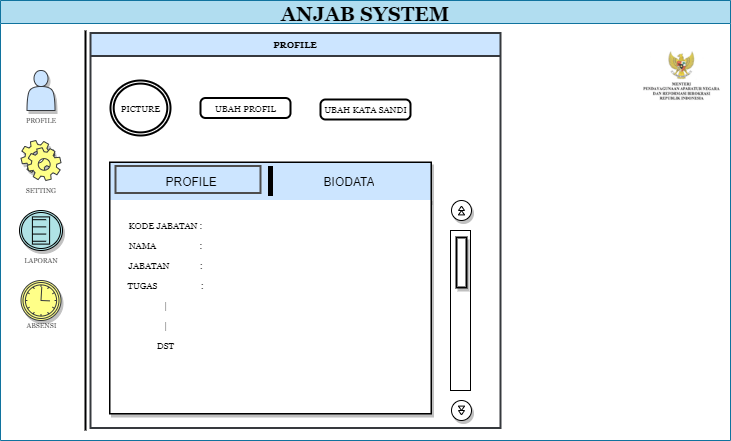 ANJAB SYSTEM
PROFILE
PICTURE
UBAH PROFIL
UBAH KATA SANDI
PROFILE
BIODATA
KODE JABATAN :
NAMA :
JABATAN :
TUGAS :
|
|
DST
PROFILE
SETTING
LAPORAN
ABSENSI
MENTERI
PENDAYAGUNAAN APARATUR NEGARA
DAN REFORMASI BIROKRASI
REPUBLIK INDONESIA